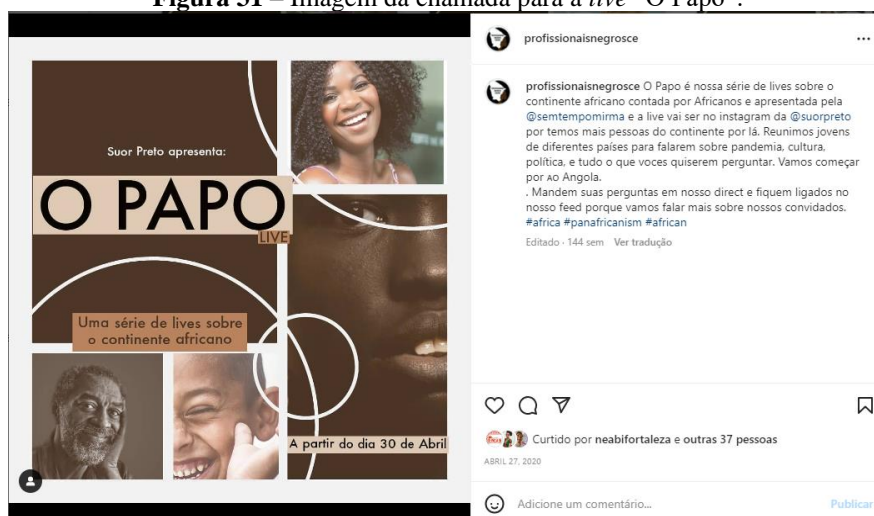 Figura 31 – Imagem da chamada para a live “O Papo”.
Suor Preto apresenta:
O PAPO
LIVE
Uma série de lives sobre
o continente africano
A partir do dia 30 de Abril
profissionaisnegrosce
profissionaisnegrosce O Papo é nossa série de lives sobre o
continente africano contada por Africanos e apresentada pela
@semtempomirma e a live vai ser no instagram da @suorpreto
por temos mais pessoas do continente por lá. Reunimos jovens
de diferentes países para falarem sobre pandemia, cultura,
política, e tudo o que voces quiserem perguntar. Vamos começar
por AO Angola.
. Mandem suas perguntas em nosso direct e fiquem ligados no
nosso feed porque vamos falar mais sobre nossos convidados.
#africa #panafricanism #african
Editado · 144 sem Ver tradução
Curtido por neabifortaleza e outras 37 pessoas
ABRIL 27, 2020
Adicione um comentário... Publicar